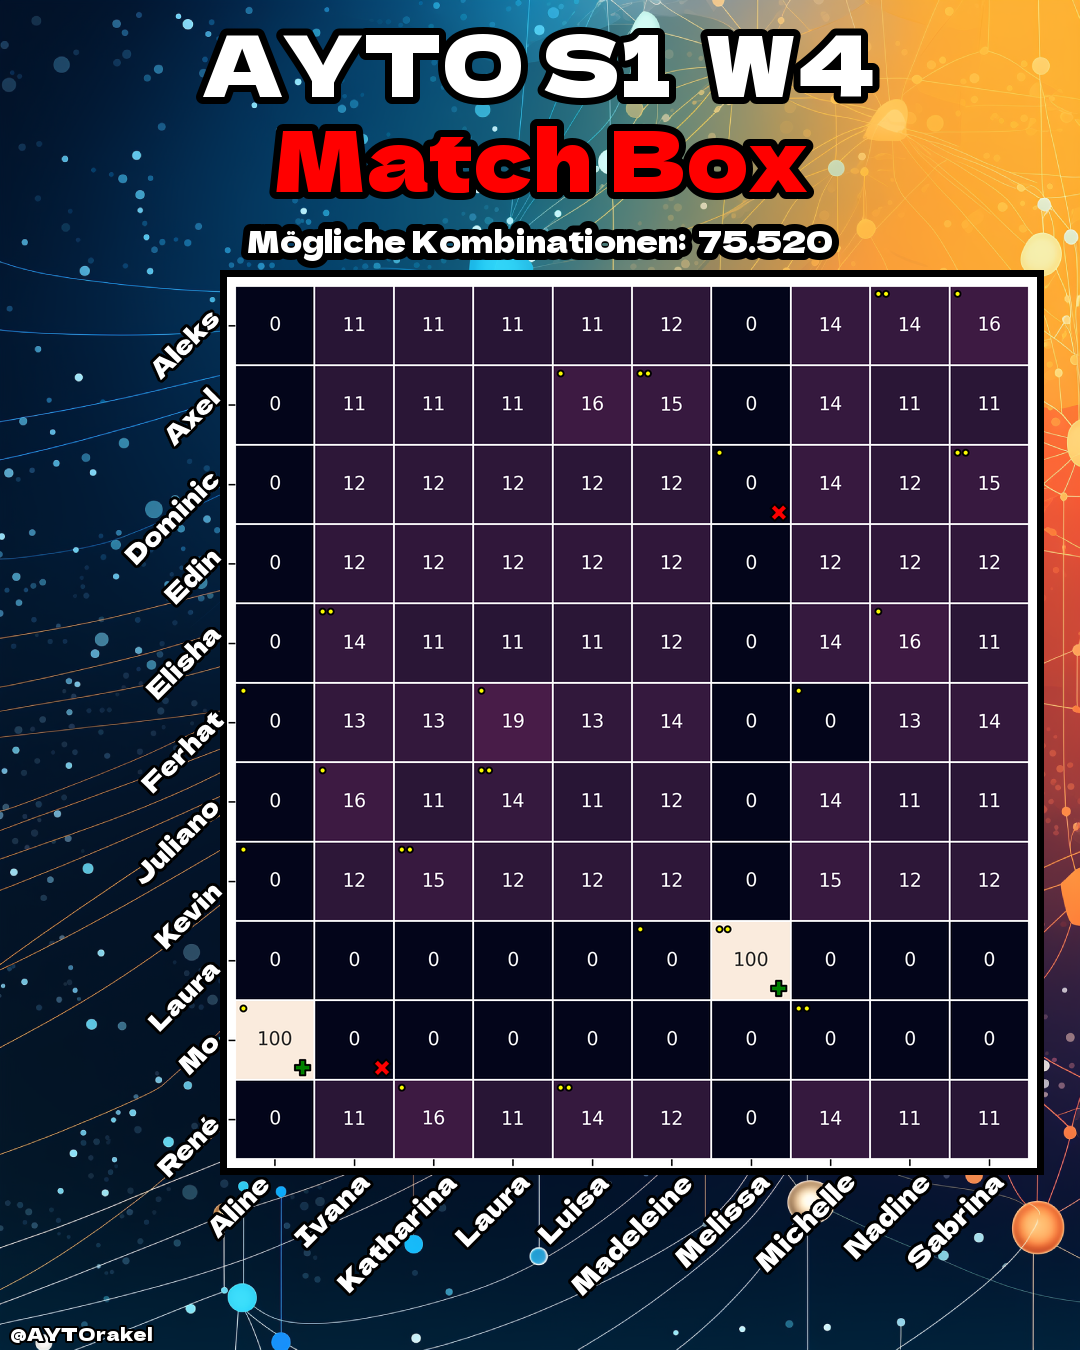 AYTO S1 W4
MatchBox
Mögliche Kombinationen: 75.520
Aleks 0 11 11 11 11 12 0 14 14 16
Axel 0 11 11 11 16 15 0 14 11 11
Dominic 0 12 12 12 12 12 0 14 12 15
Edin 0 12 12 12 12 12 0 12 12 12
Elisha 0 14 11 11 11 12 0 14 16 11
Ferhat 0 13 13 19 13 14 0 0 13 14
Juliano 0 16 11 14 11 12 0 14 11 11
Kevin 0 12 15 12 12 12 0 15 12 12
Laura 0 0 0 0 0 0 100 0 0 0
Mo 100 0 0 0 0 0 0 0 0 0
René 0 11 16 11 14 12 0 14 11 11
Aline Ivana Katharina Laura Luisa Madeleine Melissa Michelle Nadine Sabrina
@AYTOrakel